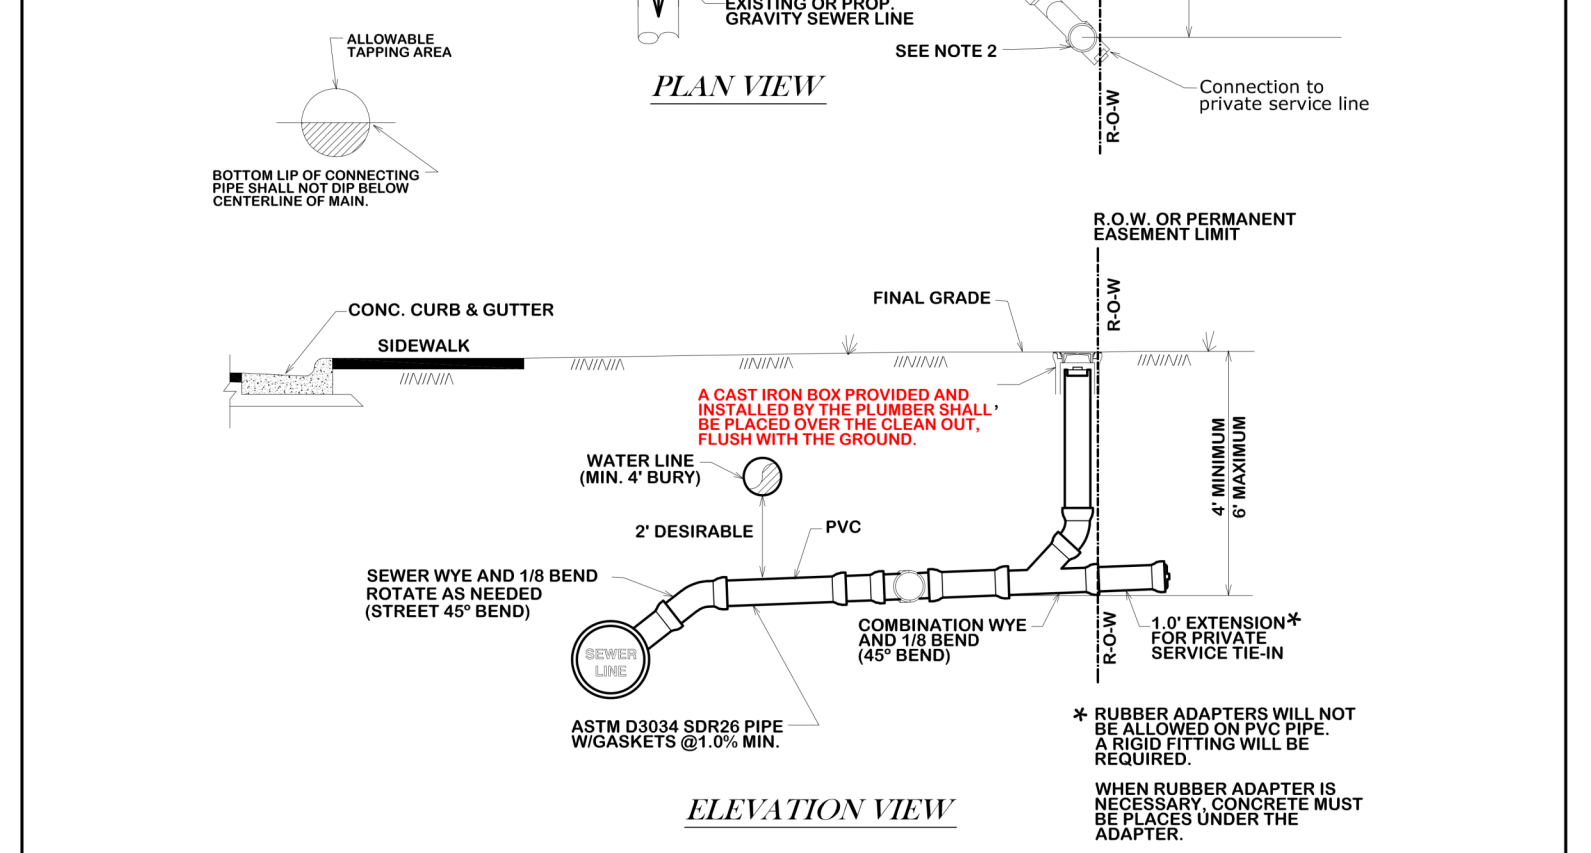 EXISTING OR PROP.
GRAVITY SEWER LINE
ALLOWABLE
TAPPING AREA
SEE NOTE 2
PLAN VIEW
Connection to
private service line
R-O-W
BOTTOM LIP OF CONNECTING
PIPE SHALL NOT DIP BELOW
CENTERLINE OF MAIN.
R.O.W. OR PERMANENT
EASEMENT LIMIT
R-O-W
FINAL GRADE
CONC. CURB & GUTTER
SIDEWALK
A CAST IRON BOX PROVIDED AND
INSTALLED BY THE PLUMBER SHALL
BE PLACED OVER THE CLEAN OUT,
FLUSH WITH THE GROUND.
WATER LINE
(MIN. 4' BURY)
4' MINIMUM
6' MAXIMUM
2' DESIRABLE
PVC
SEWER WYE AND 1/8 BEND
ROTATE AS NEEDED
(STREET 45º BEND)
SEWER
LINE
COMBINATION WYE
AND 1/8 BEND
(45º BEND)
R-O-W
1.0' EXTENSION*
FOR PRIVATE
SERVICE TIE-IN
ASTM D3034 SDR26 PIPE
W/GASKETS @1.0% MIN.
* RUBBER ADAPTERS WILL NOT
BE ALLOWED ON PVC PIPE.
A RIGID FITTING WILL BE
REQUIRED.
WHEN RUBBER ADAPTER IS
NECESSARY, CONCRETE MUST
BE PLACES UNDER THE
ADAPTER.
ELEVATION VIEW